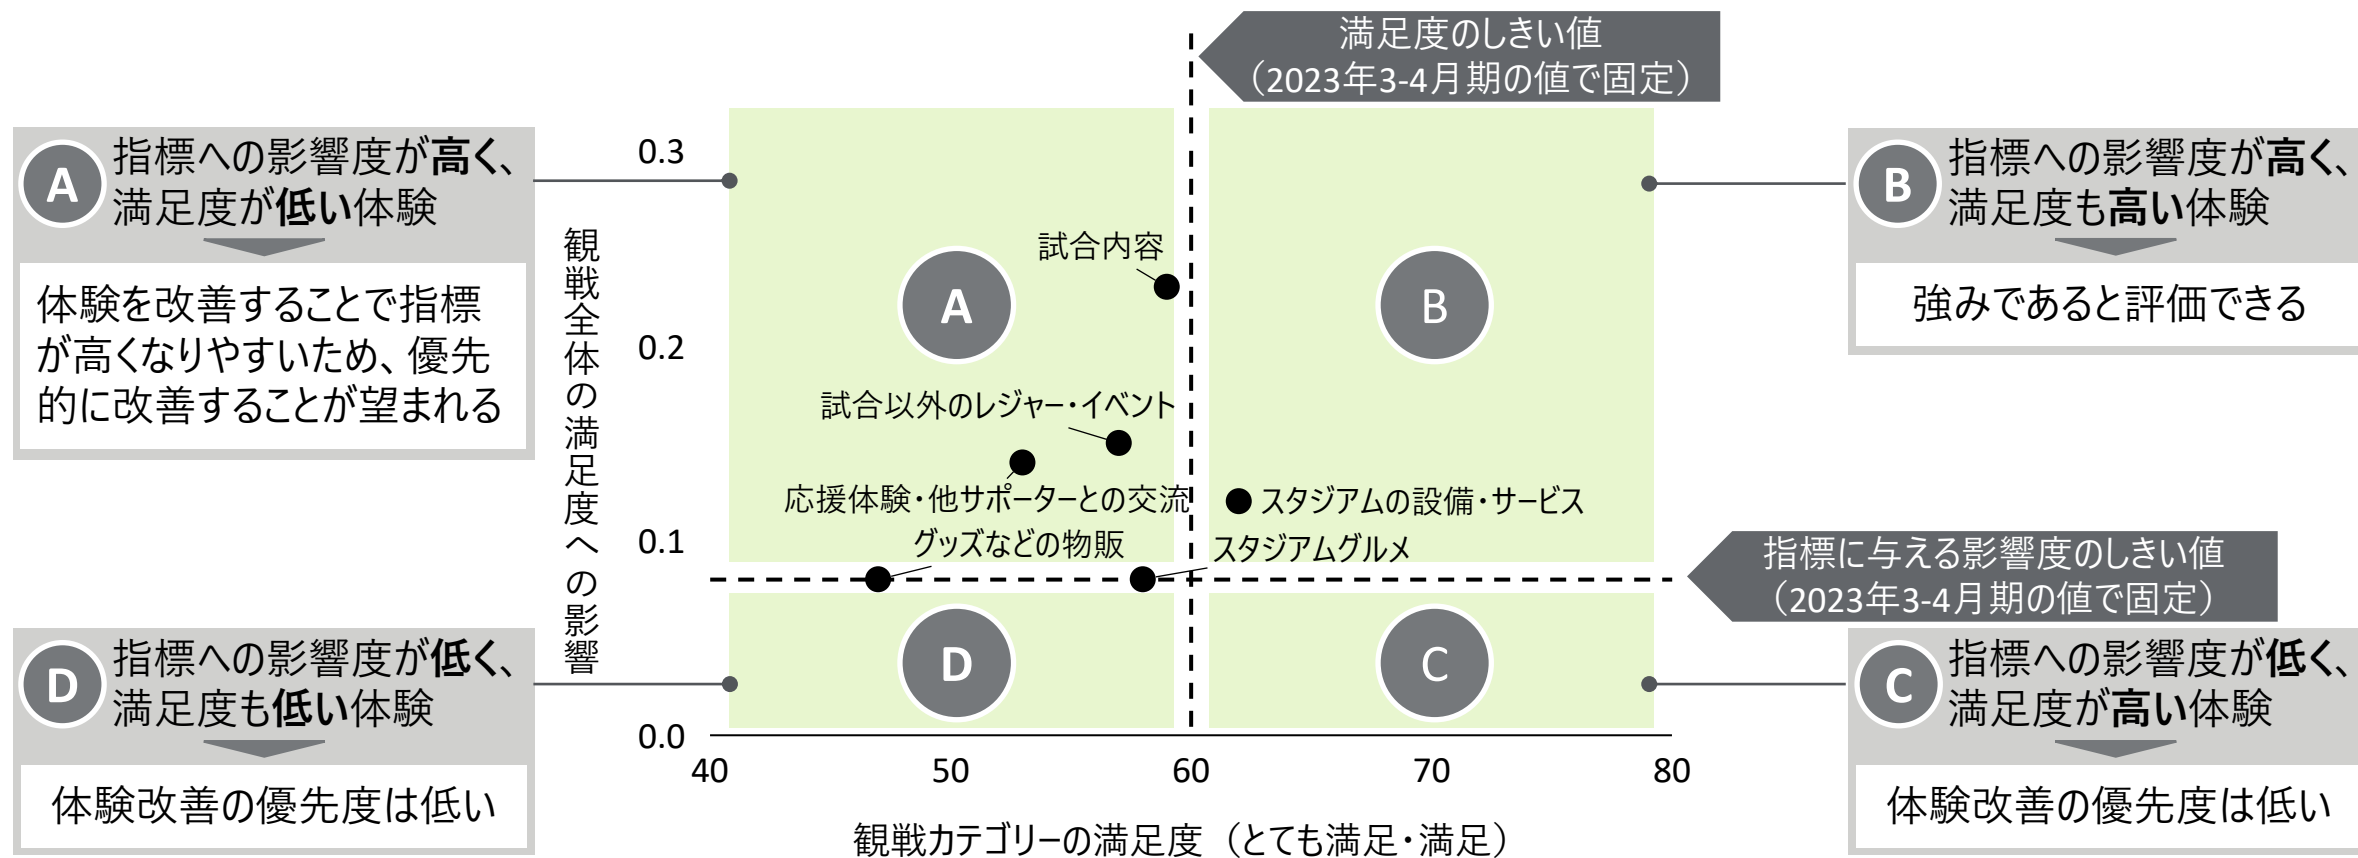 満足度のしきい値
（2023年3-4月期の値で固定）
A
指標への影響度が高く、
満足度が低い体験
体験を改善することで指標
が高くなりやすいため、優先
的に改善することが望まれる
B
指標への影響度が高く、
満足度も高い体験
強みであると評価できる
観戦全体の満足度への影響
0.3
0.2
0.1
0.0
A
B
試合内容
試合以外のレジャー・イベント
応援体験・他サポーターとの交流
スタジアムの設備・サービス
グッズなどの物販
スタジアムグルメ
指標に与える影響度のしきい値
（2023年3-4月期の値で固定）
D
C
D
指標への影響度が低く、
満足度も低い体験
体験改善の優先度は低い
C
指標への影響度が低く、
満足度が高い体験
体験改善の優先度は低い
40
50
60
70
80
観戦カテゴリーの満足度（とても満足・満足）